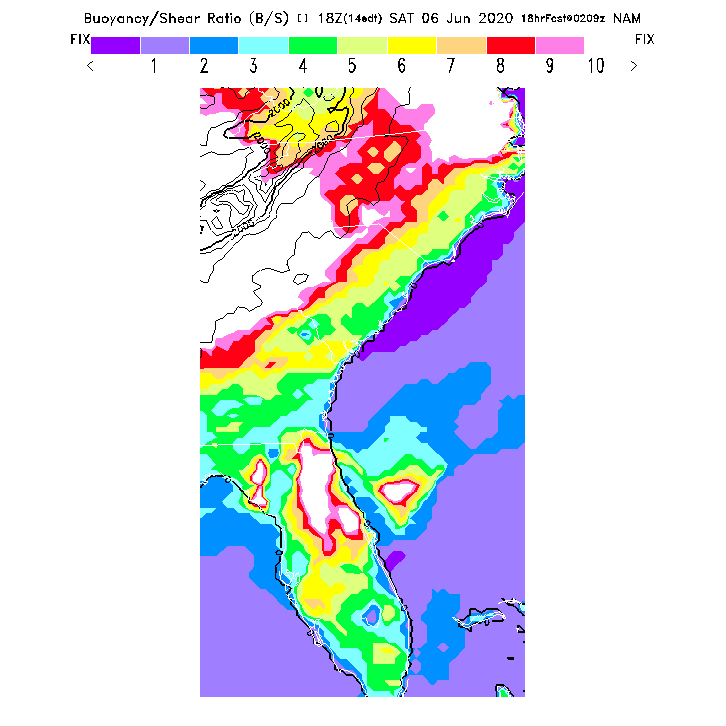 Buoyancy/Shear Ratio (B/S) [] 18Z(14edt) SAT 06 Jun 2020 18hrFcst@0209z NAM
FIX FIX
< 1 2 3 4 5 6 7 8 9 10 >
2000